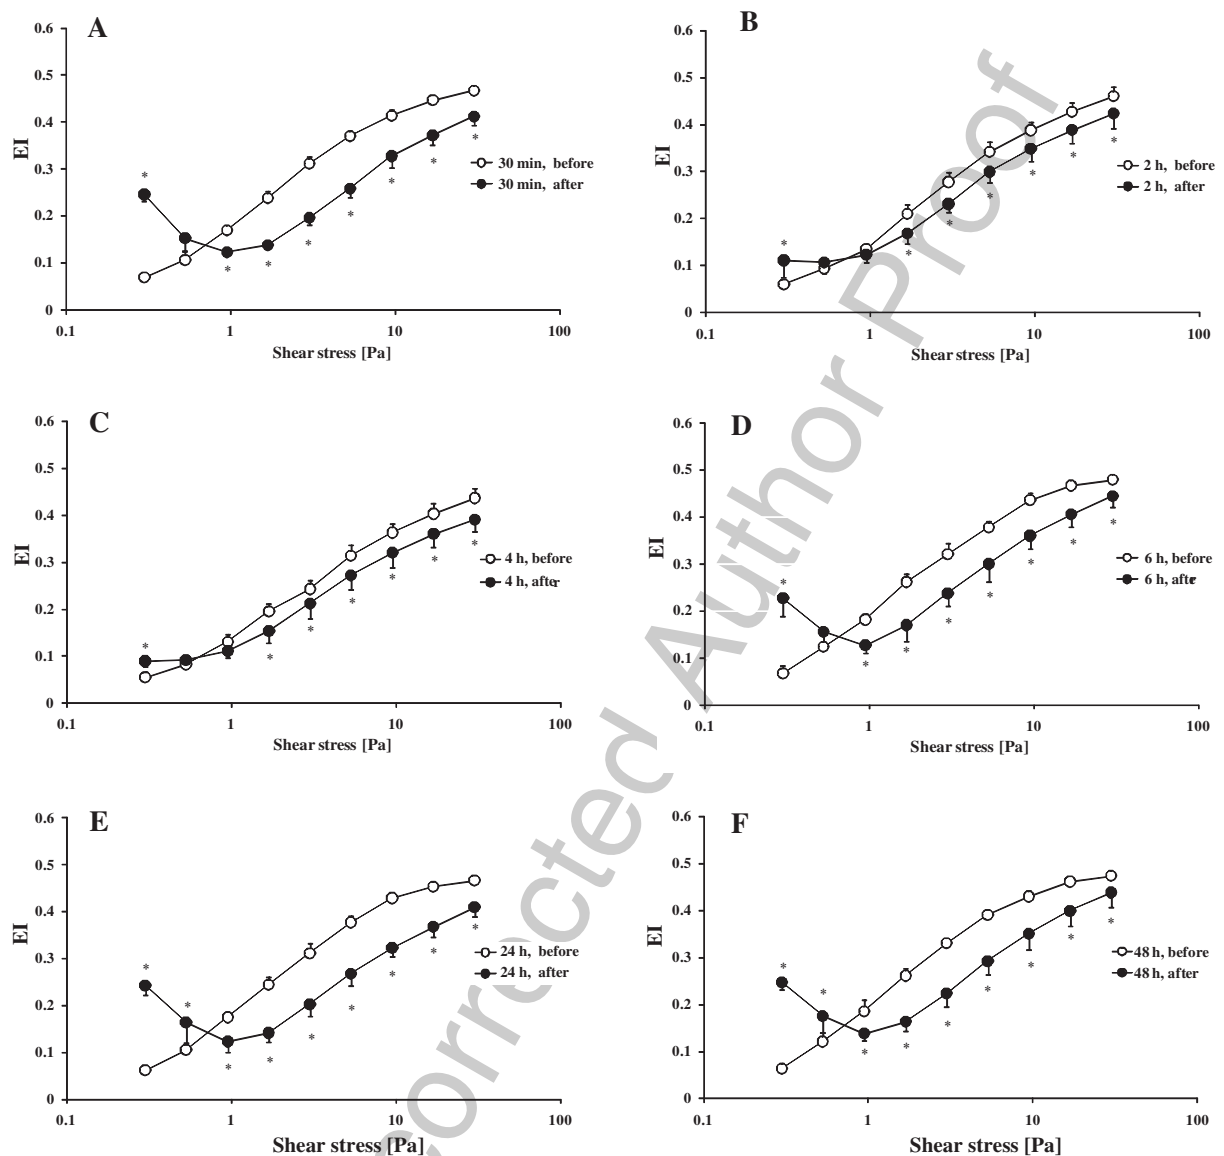 A
0.6
0.5
0.4
0.3
0.2
0.1
0
EI
0.1 1 10 100
Shear stress [Pa]
30 min, before
30 min, after
* * * * * * * *
B
0.6
0.5
0.4
0.3
0.2
0.1
0
EI
0.1 1 10 100
Shear stress [Pa]
2 h, before
2 h, after
* * * * * * *
C
0.6
0.5
0.4
0.3
0.2
0.1
0
EI
0.1 1 10 100
Shear stress [Pa]
4 h, before
4 h, after
* * * * * * *
D
0.6
0.5
0.4
0.3
0.2
0.1
0
EI
0.1 1 10 100
Shear stress [Pa]
6 h, before
6 h, after
* * * * * * * *
E
0.6
0.5
0.4
0.3
0.2
0.1
0
EI
0.1 1 10 100
Shear stress [Pa]
24 h, before
24 h, after
* * * * * * * * *
F
0.6
0.5
0.4
0.3
0.2
0.1
0
EI
0.1 1 10 100
Shear stress [Pa]
48 h, before
48 h, after
* * * * * * * * *
corrected Author Proof